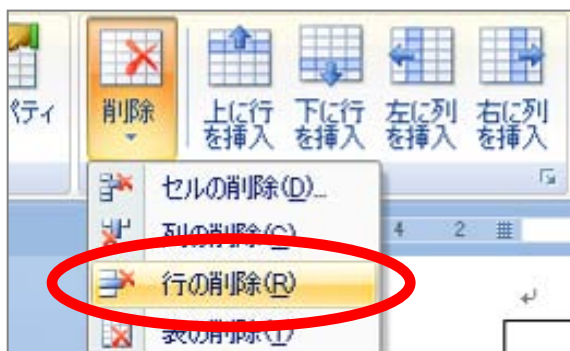 パティ
削除
上に行
を挿入
下に行
を挿入
左に列
を挿入
右に列
を挿入
セルの削除(D)...
列の削除(C)
4 2
行の削除(R)
表の削除(T)